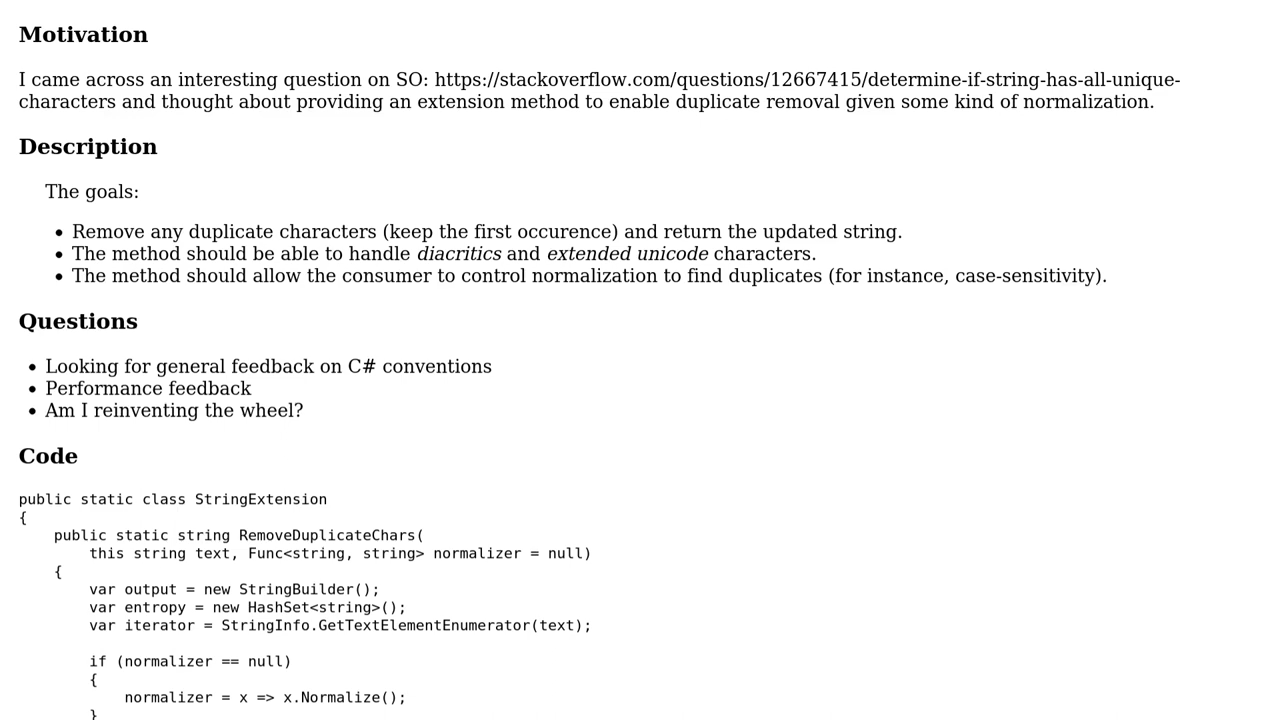 Motivation
I came across an interesting question on SO: https://stackoverflow.com/questions/12667415/determine-if-string-has-all-unique-
characters and thought about providing an extension method to enable duplicate removal given some kind of normalization.
Description
The goals:
• Remove any duplicate characters (keep the first occurence) and return the updated string.
• The method should be able to handle diacritics and extended unicode characters.
• The method should allow the consumer to control normalization to find duplicates (for instance, case-sensitivity).
Questions
• Looking for general feedback on C# conventions
• Performance feedback
• Am I reinventing the wheel?
Code
public static class StringExtension
{
    public static string RemoveDuplicateChars(
        this string text, Func<string, string> normalizer = null)
    {
        var output = new StringBuilder();
        var entropy = new HashSet<string>();
        var iterator = StringInfo.GetTextElementEnumerator(text);
        if (normalizer == null)
        {
            normalizer = x => x.Normalize();
        }